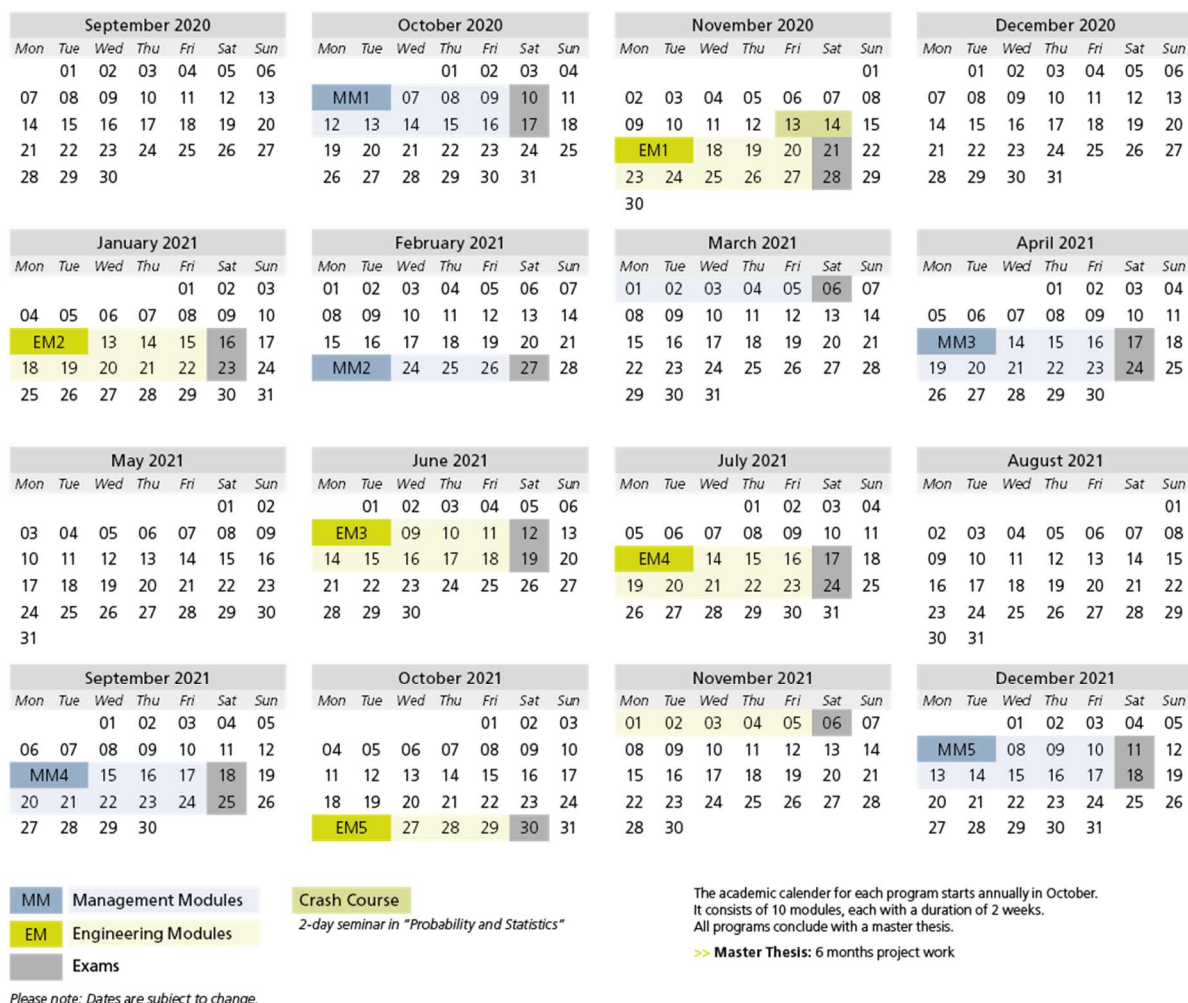 September 2020
Mon Tue Wed Thu Fri Sat Sun
01 02 03 04 05 06
07 08 09 10 11 12 13
14 15 16 17 18 19 20
21 22 23 24 25 26 27
28 29 30
October 2020
Mon Tue Wed Thu Fri Sat Sun
01 02 03 04
MM1 07 08 09 10 11
12 13 14 15 16 17 18
19 20 21 22 23 24 25
26 27 28 29 30 31
November 2020
Mon Tue Wed Thu Fri Sat Sun
01
02 03 04 05 06 07 08
09 10 11 12 13 14 15
EM1 18 19 20 21 22
23 24 25 26 27 28 29
30
December 2020
Mon Tue Wed Thu Fri Sat Sun
01 02 03 04 05 06
07 08 09 10 11 12 13
14 15 16 17 18 19 20
21 22 23 24 25 26 27
28 29 30 31
January 2021
Mon Tue Wed Thu Fri Sat Sun
01 02 03
04 05 06 07 08 09 10
EM2 13 14 15 16 17
18 19 20 21 22 23 24
25 26 27 28 29 30 31
February 2021
Mon Tue Wed Thu Fri Sat Sun
01 02 03 04 05 06 07
08 09 10 11 12 13 14
15 16 17 18 19 20 21
MM2 24 25 26 27 28
March 2021
Mon Tue Wed Thu Fri Sat Sun
01 02 03 04 05 06 07
08 09 10 11 12 13 14
15 16 17 18 19 20 21
22 23 24 25 26 27 28
29 30 31
April 2021
Mon Tue Wed Thu Fri Sat Sun
01 02 03 04
05 06 07 08 09 10 11
MM3 14 15 16 17 18
19 20 21 22 23 24 25
26 27 28 29 30
May 2021
Mon Tue Wed Thu Fri Sat Sun
01 02
03 04 05 06 07 08 09
10 11 12 13 14 15 16
17 18 19 20 21 22 23
24 25 26 27 28 29 30
31
June 2021
Mon Tue Wed Thu Fri Sat Sun
01 02 03 04 05 06
EM3 09 10 11 12 13
14 15 16 17 18 19 20
21 22 23 24 25 26 27
28 29 30
July 2021
Mon Tue Wed Thu Fri Sat Sun
01 02 03 04
05 06 07 08 09 10 11
EM4 14 15 16 17 18
19 20 21 22 23 24 25
26 27 28 29 30 31
August 2021
Mon Tue Wed Thu Fri Sat Sun
01
02 03 04 05 06 07 08
09 10 11 12 13 14 15
16 17 18 19 20 21 22
23 24 25 26 27 28 29
30 31
September 2021
Mon Tue Wed Thu Fri Sat Sun
01 02 03 04 05
06 07 08 09 10 11 12
MM4 15 16 17 18 19
20 21 22 23 24 25 26
27 28 29 30
October 2021
Mon Tue Wed Thu Fri Sat Sun
01 02 03
04 05 06 07 08 09 10
11 12 13 14 15 16 17
18 19 20 21 22 23 24
EM5 27 28 29 30 31
November 2021
Mon Tue Wed Thu Fri Sat Sun
01 02 03 04 05 06 07
08 09 10 11 12 13 14
15 16 17 18 19 20 21
22 23 24 25 26 27 28
28 30
December 2021
Mon Tue Wed Thu Fri Sat Sun
01 02 03 04 05
MM5 08 09 10 11 12
13 14 15 16 17 18 19
20 21 22 23 24 25 26
27 28 29 30 31
MM Management Modules
EM Engineering Modules
Exams
Please note: Dates are subject to change.
Crash Course
2-day seminar in "Probability and Statistics"
The academic calender for each program starts annually in October.
It consists of 10 modules, each with a duration of 2 weeks.
All programs conclude with a master thesis.
>> Master Thesis: 6 months project work